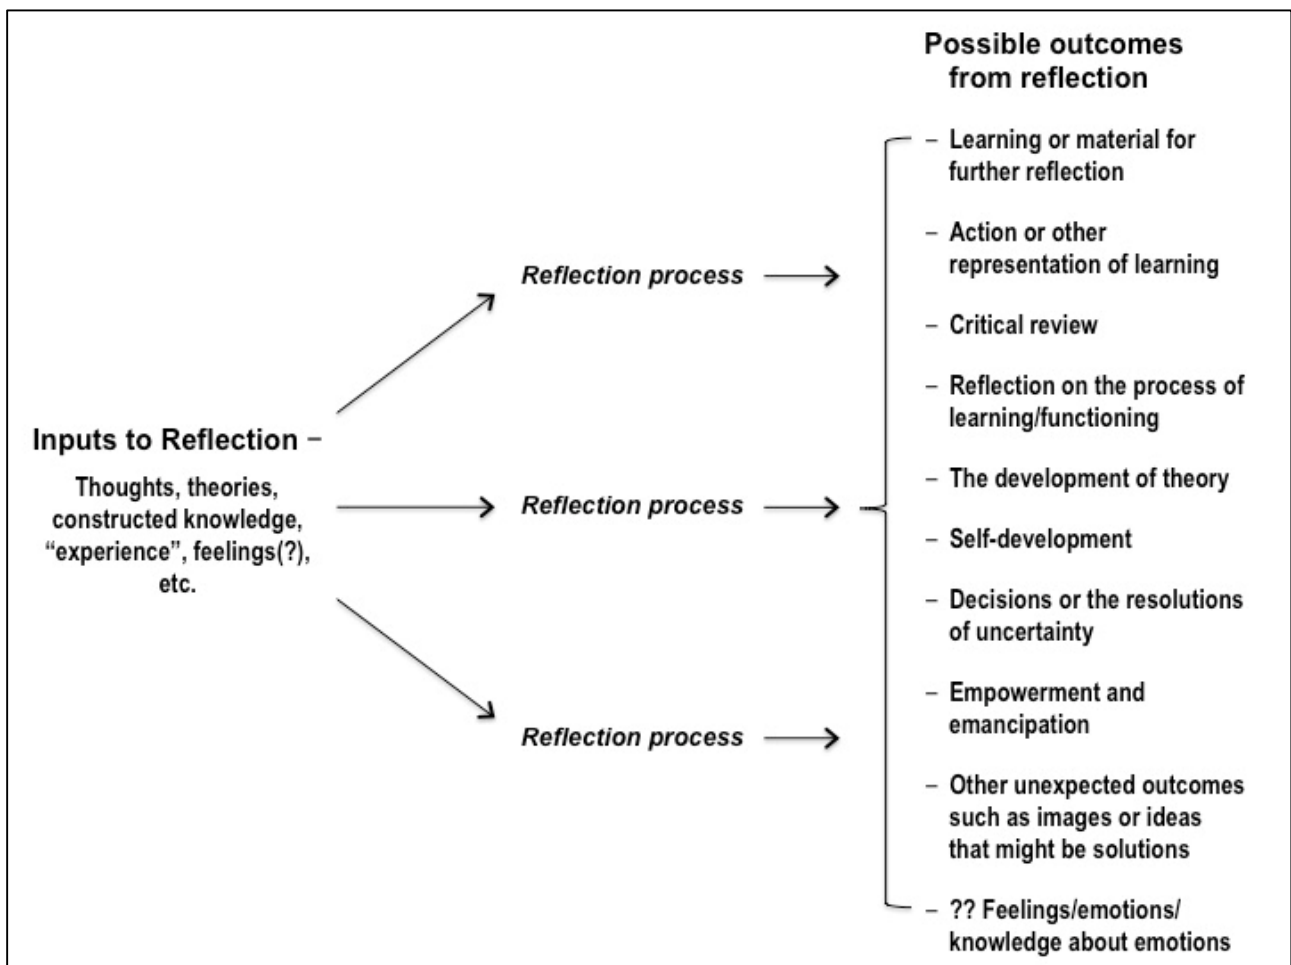 Inputs to Reflection –
Thoughts, theories,
constructed knowledge,
“experience”, feelings(?),
etc.
Reflection process
Reflection process
Reflection process
Possible outcomes
from reflection
– Learning or material for
further reflection
– Action or other
representation of learning
– Critical review
– Reflection on the process of
learning/functioning
– The development of theory
– Self-development
– Decisions or the resolutions
of uncertainty
– Empowerment and
emancipation
– Other unexpected outcomes
such as images or ideas
that might be solutions
– ?? Feelings/emotions/
knowledge about emotions